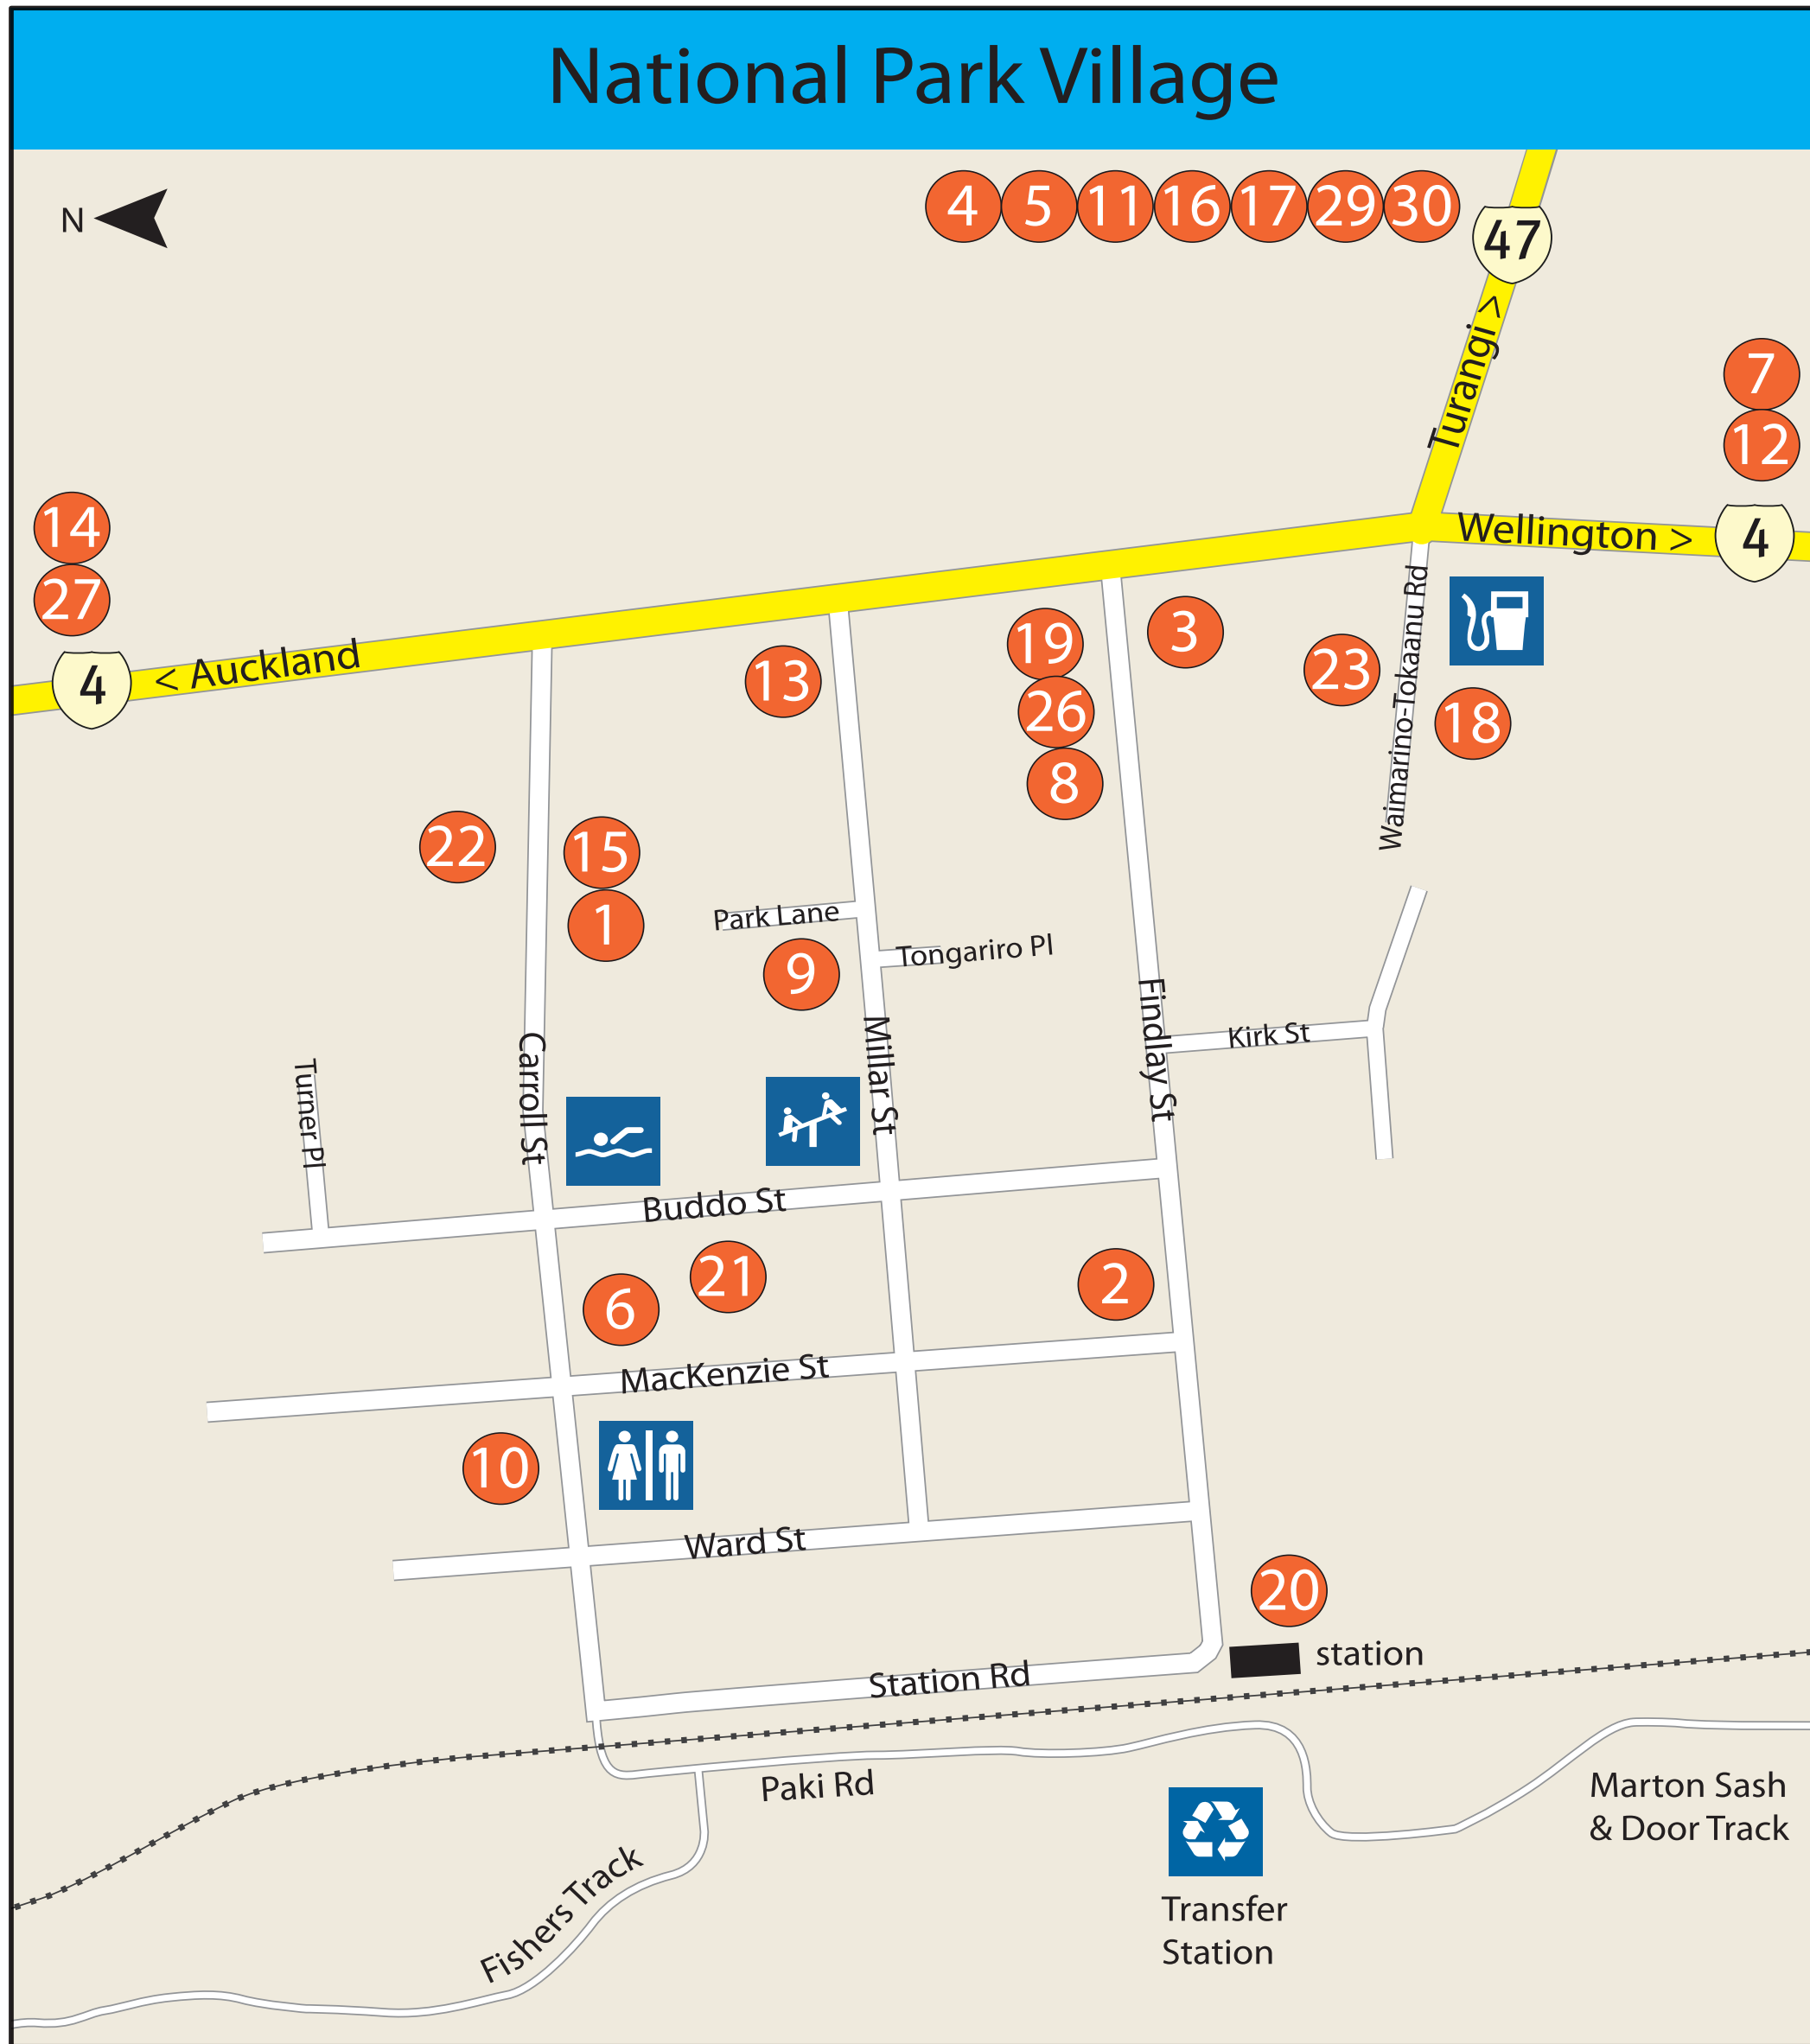 National Park Village
N
4 5 11 16 17 29 30
47
Turangi >
7
12
14
27
Wellington >
4
< Auckland
4
Waimarino-Tokaanu Rd
19
3
13
23
26
18
8
22
15
1
Park Lane
Tongariro Pl
9
Findlay St
Millar St
Kirk St
Carroll St
Turner Pl
Buddo St
21
2
6
MacKenzie St
10
Ward St
20
station
Station Rd
Paki Rd
Marton Sash
& Door Track
Fishers Track
Transfer
Station